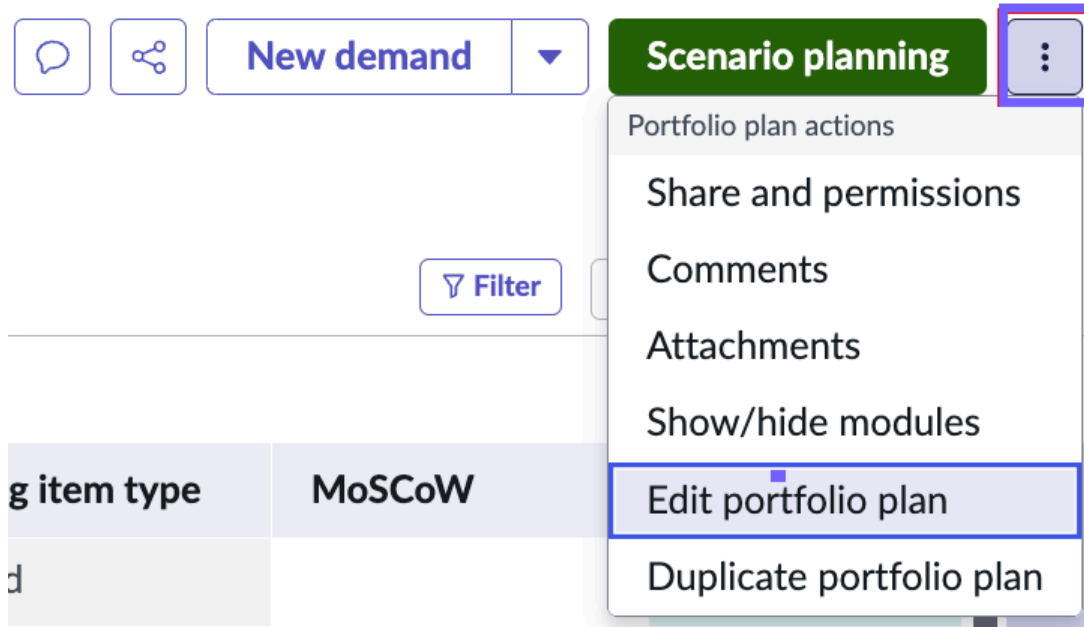 New demand
Scenario planning
Portfolio plan actions
Share and permissions
Comments
Filter
Attachments
Show/hide modules
g item type
MoSCoW
Edit portfolio plan
d
Duplicate portfolio plan